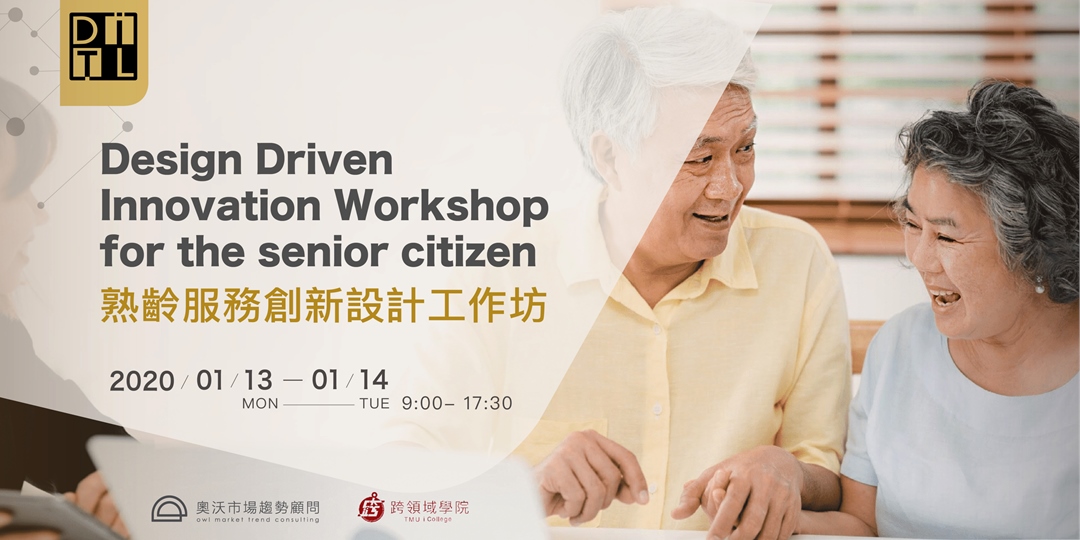 DITL
Design Driven
Innovation Workshop
for the senior citizen
熟齡服務創新設計工作坊
2020 / 01 / 13 — 01 / 14
MON ——— TUE 9:00– 17:30
奧沃市場趨勢顧問
owl market trend consulting
跨領域學院
TMU i College